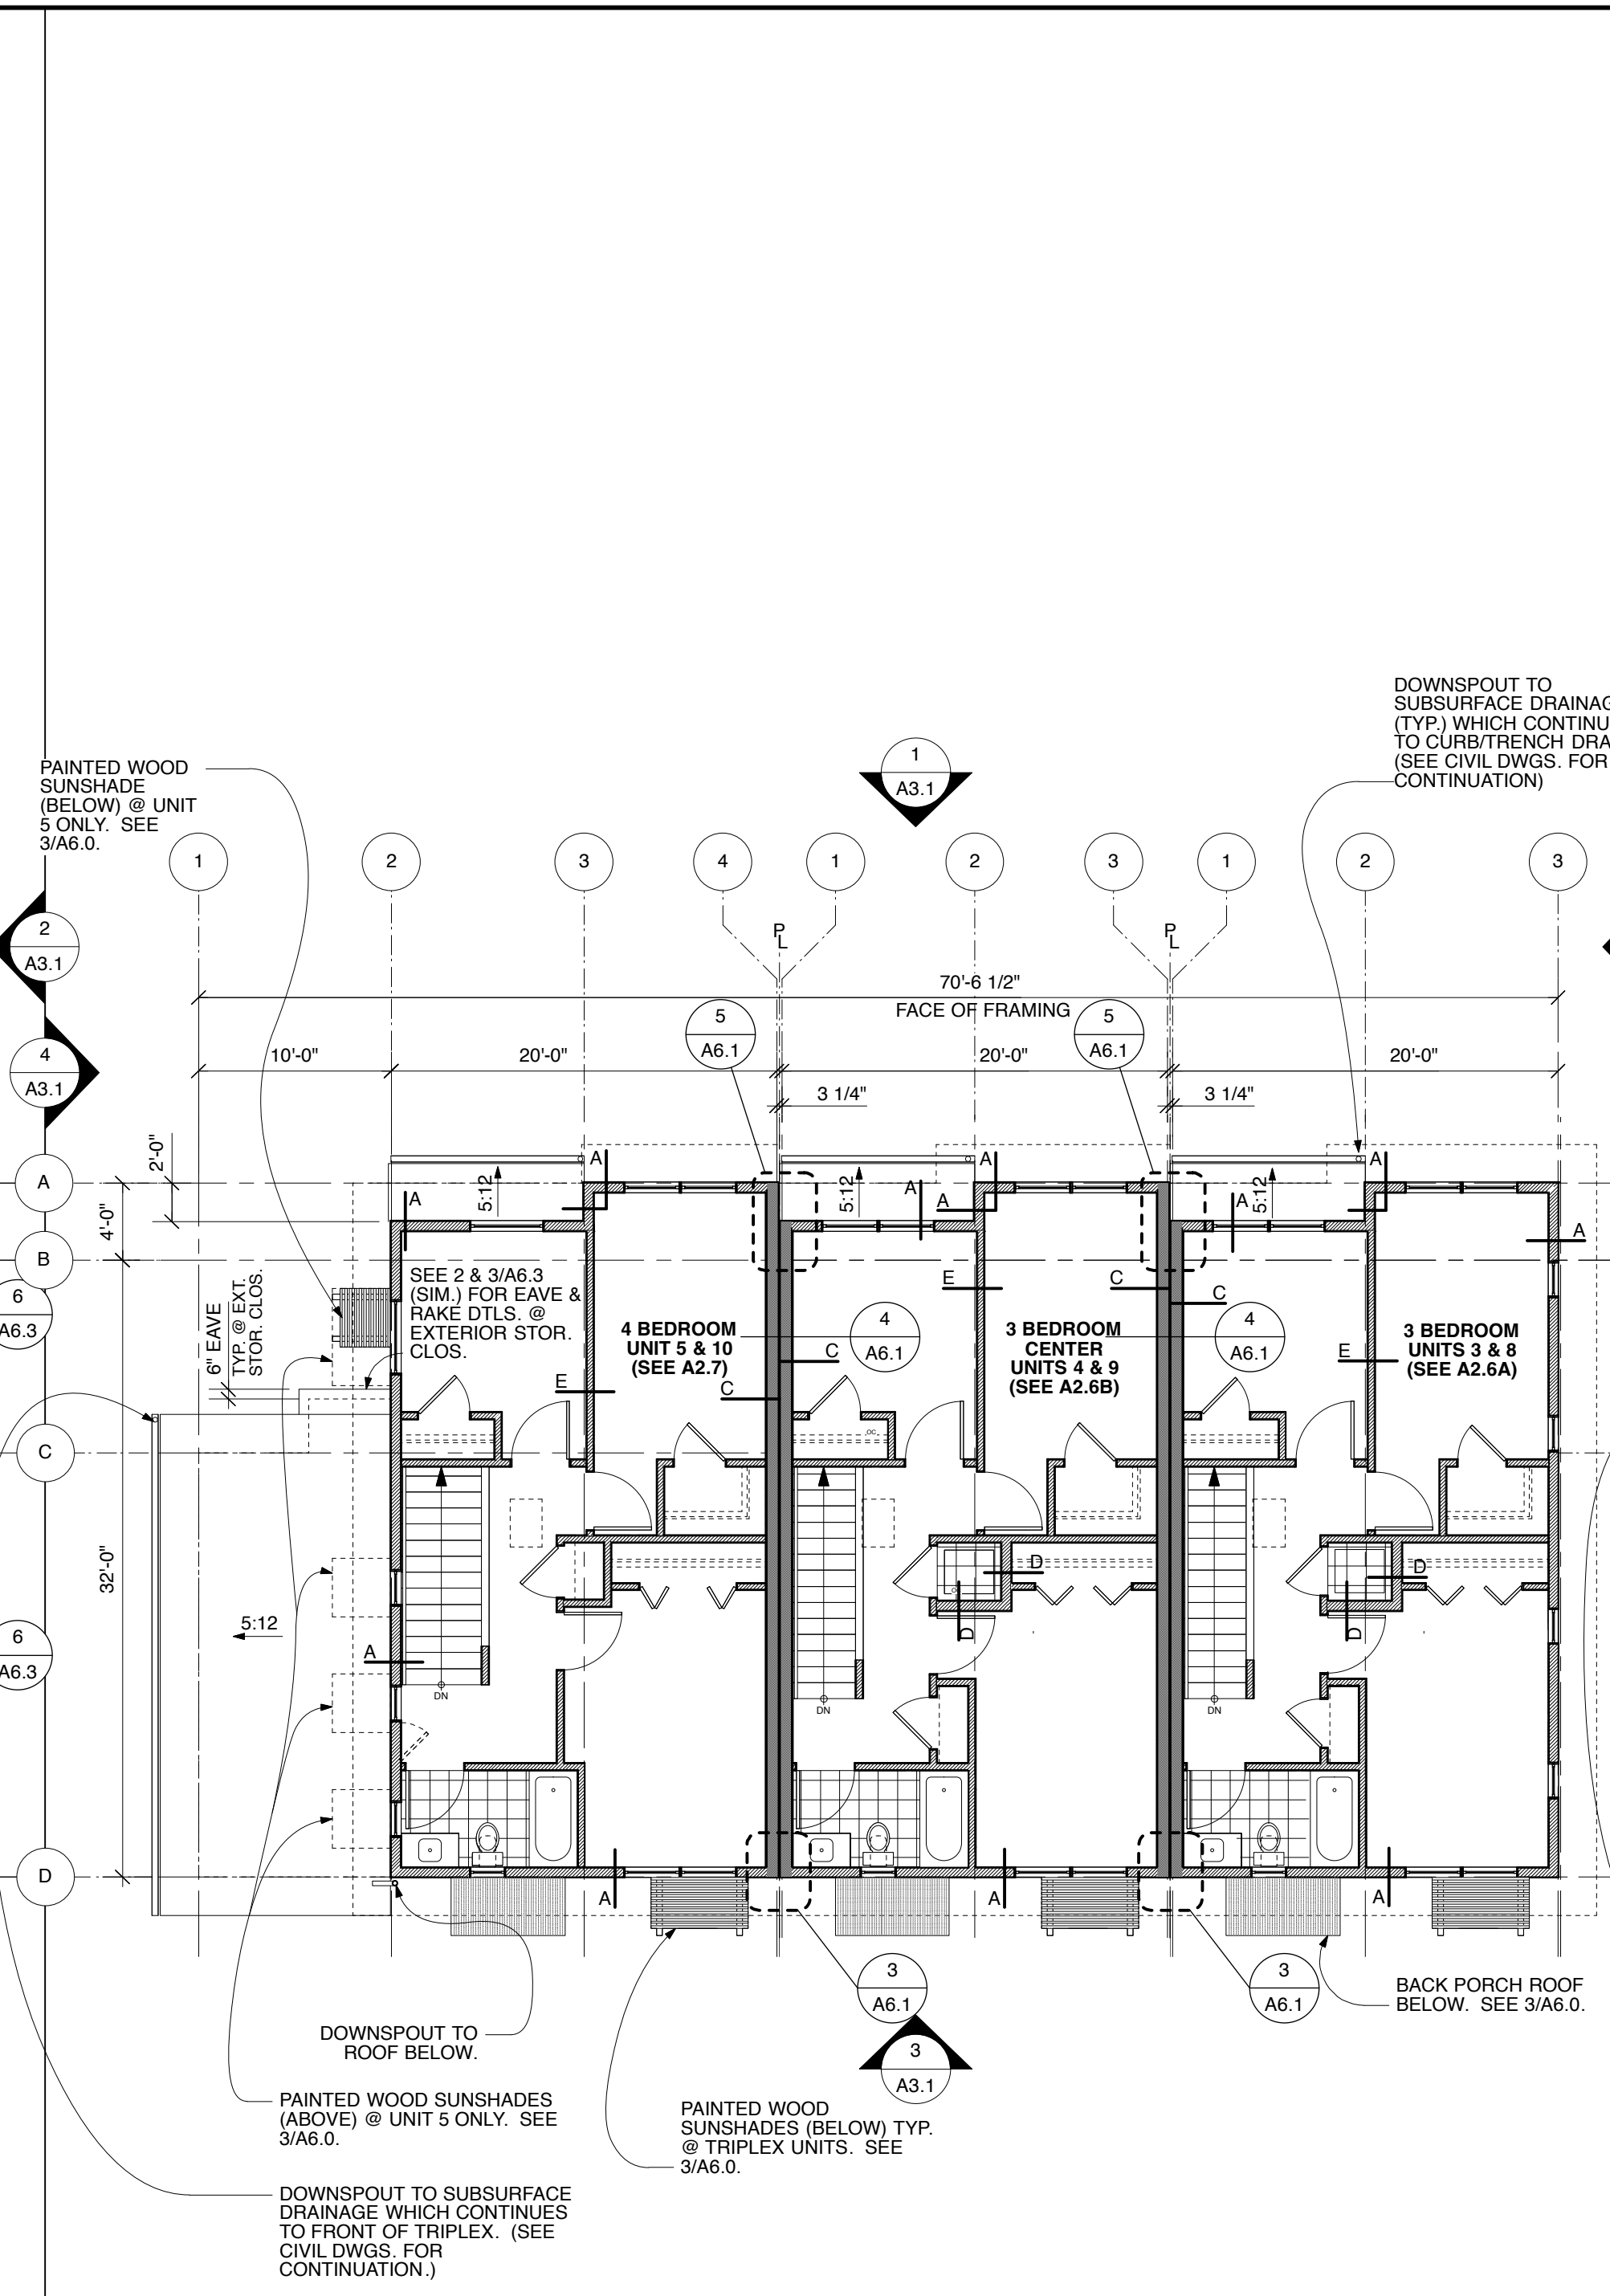 DOWNSPOUT TO
SUBSURFACE DRAINAG
(TYP.) WHICH CONTINU
TO CURB/TRENCH DRA
(SEE CIVIL DWGS. FOR
CONTINUATION)
PAINTED WOOD
SUNSHADE
(BELOW) @ UNIT
5 ONLY. SEE
3/A6.0.
1
A3.1
1
2
3
4
1
2
3
1
2
3
2
A3.1
4
A3.1
PL
PL
70'-6 1/2"
FACE OF FRAMING
5
A6.1
5
A6.1
10'-0"
20'-0"
20'-0"
20'-0"
3 1/4"
3 1/4"
2'-0"
4'-0"
32'-0"
A
B
C
D
A
A
5:12
A
A
A
5:12
A
A
A
5:12
A
6
A6.3
6
A6.3
6" EAVE
TYP. @ EXT.
STOR. CLOS.
SEE 2 & 3/A6.3
(SIM.) FOR EAVE &
RAKE DTLS. @
EXTERIOR STOR.
CLOS.
4 BEDROOM
UNIT 5 & 10
(SEE A2.7)
4
A6.1
3 BEDROOM
CENTER
UNITS 4 & 9
(SEE A2.6B)
4
A6.1
3 BEDROOM
UNITS 3 & 8
(SEE A2.6A)
E
C
C
E
C
C
E
D
D
D
D
5:12
A
DN
DN
DN
A
A
A
3
A6.1
3
A6.1
3
A3.1
BACK PORCH ROOF
BELOW. SEE 3/A6.0.
DOWNSPOUT TO
ROOF BELOW.
PAINTED WOOD SUNSHADES
(ABOVE) @ UNIT 5 ONLY. SEE
3/A6.0.
PAINTED WOOD
SUNSHADES (BELOW) TYP.
@ TRIPLEX UNITS. SEE
3/A6.0.
DOWNSPOUT TO SUBSURFACE
DRAINAGE WHICH CONTINUES
TO FRONT OF TRIPLEX. (SEE
CIVIL DWGS. FOR
CONTINUATION.)